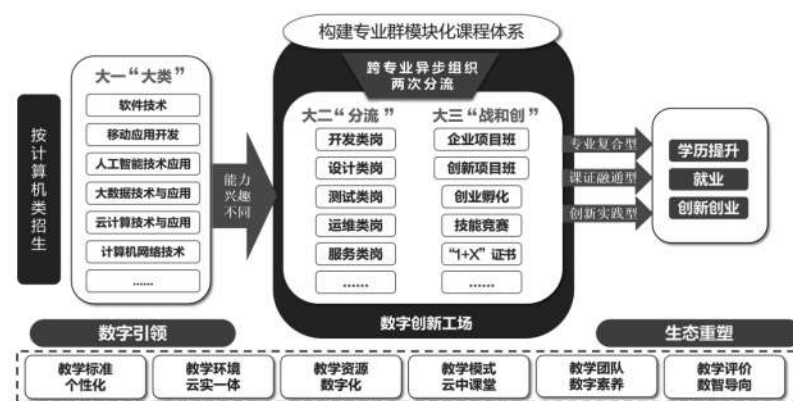 构建专业群模块化课程体系
跨专业异步组织
两次分流
按计算机类招生
大一“大类”
软件技术
移动应用开发
人工智能技术应用
大数据技术与应用
云计算技术与应用
计算机网络技术
......
能力
兴趣
不同
大二“分流”
开发类岗
设计类岗
测试类岗
运维类岗
服务类岗
......
大三“战和创”
企业项目班
创新项目班
创业孵化
技能竞赛
“1+X”证书
......
数字创新工场
专业复合型
课证融通型
创新实践型
学历提升
就业
创新创业
数字引领
生态重塑
教学标准
个性化
教学环境
云实一体
教学资源
数字化
教学模式
云中课堂
教学团队
数字素养
教学评价
数智导向